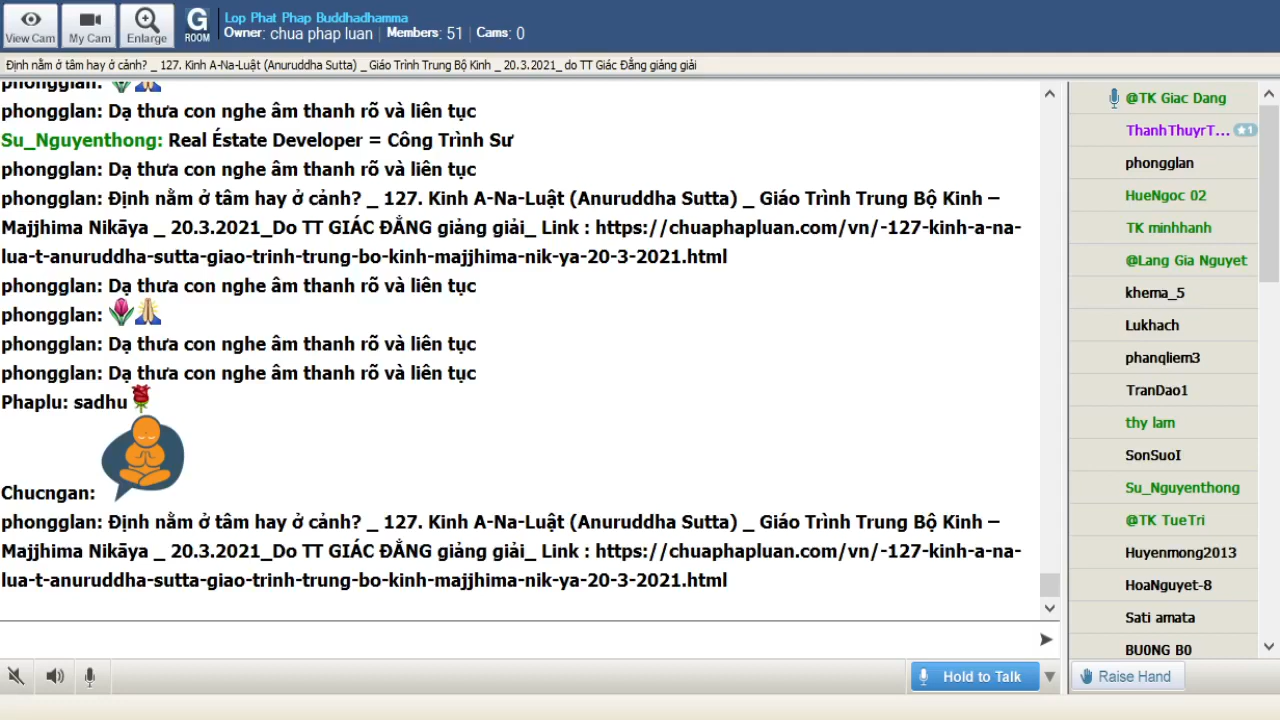 Lop Phat Phap Buddhadhamma
Owner: chua phap luan Members: 51 Cams: 0
View Cam
My Cam
Enlarge
G ROOM
Định nằm ở tâm hay ở cảnh? _ 127. Kinh A-Na-Luật (Anuruddha Sutta) _ Giáo Trình Trung Bộ Kinh _ 20.3.2021_ do TT Giác Đẳng giảng giải
phongglan:
phongglan: Dạ thưa con nghe âm thanh rõ và liên tục
Su_Nguyenthong: Real Éstate Developer = Công Trình Sư
phongglan: Dạ thưa con nghe âm thanh rõ và liên tục
phongglan: Định nằm ở tâm hay ở cảnh? _ 127. Kinh A-Na-Luật (Anuruddha Sutta) _ Giáo Trình Trung Bộ Kinh –
Majjhima Nikāya _ 20.3.2021_Do TT GIÁC ĐẲNG giảng giải_ Link : https://chuaphapluan.com/vn/-127-kinh-a-na-
lua-t-anuruddha-sutta-giao-trinh-trung-bo-kinh-majjhima-nik-ya-20-3-2021.html
phongglan: Dạ thưa con nghe âm thanh rõ và liên tục
phongglan:
phongglan: Dạ thưa con nghe âm thanh rõ và liên tục
phongglan: Dạ thưa con nghe âm thanh rõ và liên tục
Phaplu: sadhu
Chucngan:
phongglan: Định nằm ở tâm hay ở cảnh? _ 127. Kinh A-Na-Luật (Anuruddha Sutta) _ Giáo Trình Trung Bộ Kinh –
Majjhima Nikāya _ 20.3.2021_Do TT GIÁC ĐẲNG giảng giải_ Link : https://chuaphapluan.com/vn/-127-kinh-a-na-
lua-t-anuruddha-sutta-giao-trinh-trung-bo-kinh-majjhima-nik-ya-20-3-2021.html
@TK Giac Dang
ThanhThuyrT... 1
phongglan
HueNgoc 02
TK minhhanh
@Lang Gia Nguyet
khema_5
Lukhach
phanqliem3
TranDao1
thy lam
SonSuoI
Su_Nguyenthong
@TK TueTri
Huyenmong2013
HoaNguyet-8
Sati amata
BU0NG B0
Hold to Talk
Raise Hand